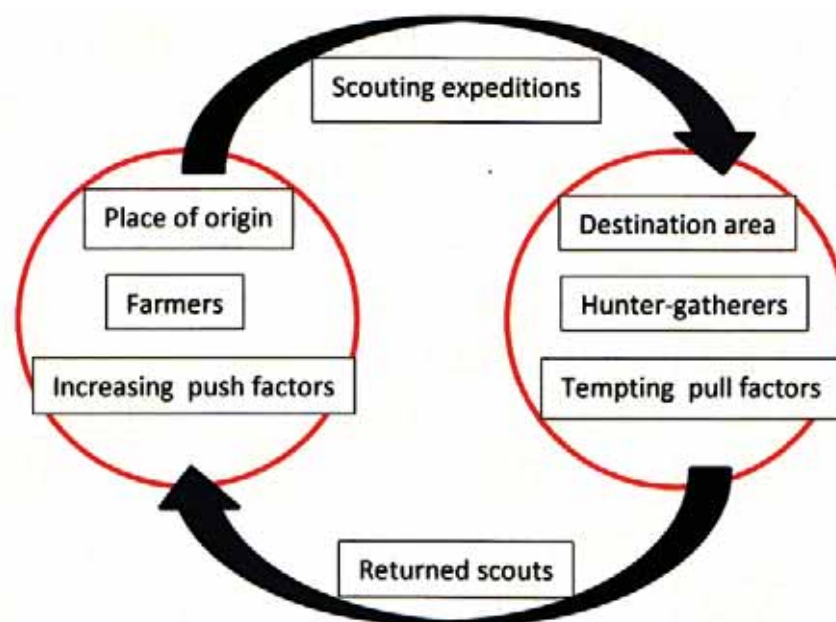 Scouting expeditions
Place of origin
Farmers
Increasing push factors
Destination area
Hunter-gatherers
Tempting pull factors
Returned scouts